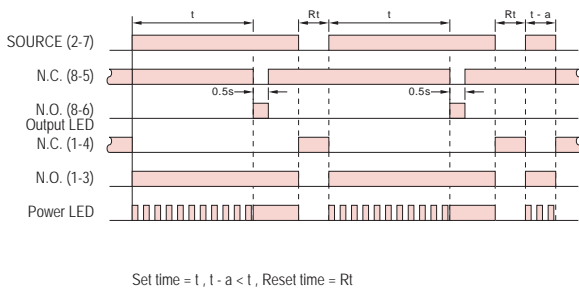 t Rt t Rt t - a
SOURCE (2-7)
N.C. (8-5)
0.5s 0.5s
N.O. (8-6)
Output LED
N.C. (1-4)
N.O. (1-3)
Power LED
Set time = t , t - a < t , Reset time = Rt